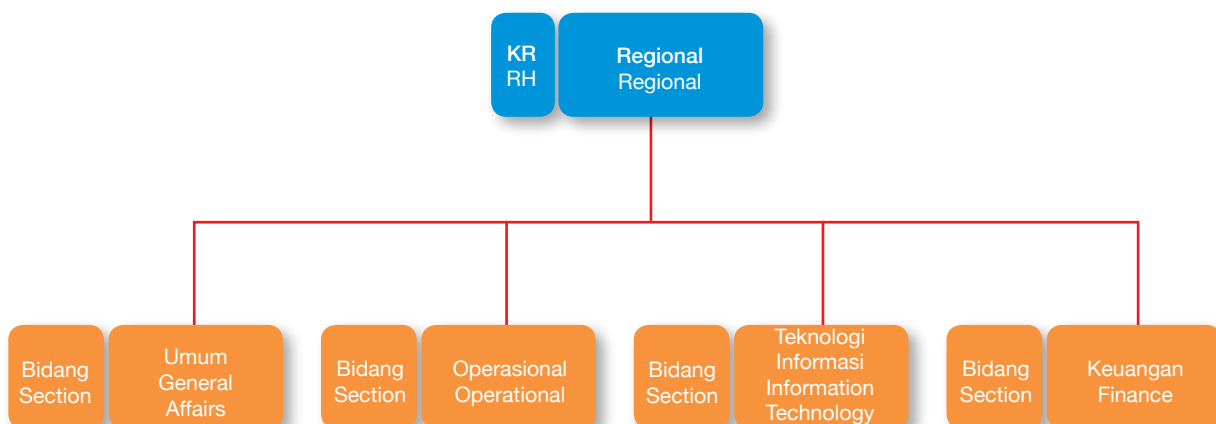 KR
RH
Regional
Regional
Bidang
Section
Umum
General
Affairs
Bidang
Section
Operasional
Operational
Bidang
Section
Teknologi
Informasi
Information
Technology
Bidang
Section
Keuangan
Finance